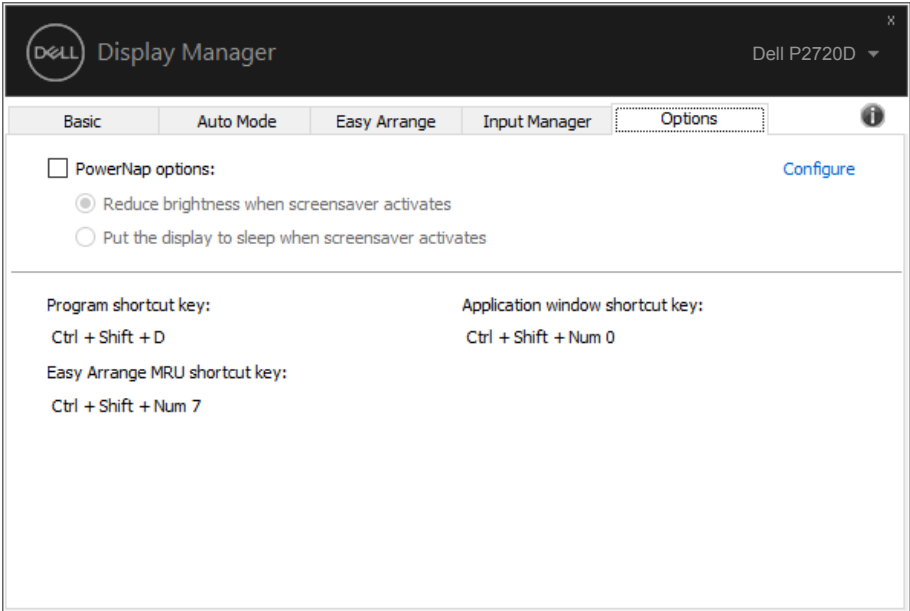 x
DELL Display Manager
Dell P2720D
Basic Auto Mode Easy Arrange Input Manager Options
PowerNap options: Configure
Reduce brightness when screensaver activates
Put the display to sleep when screensaver activates
Program shortcut key: Application window shortcut key:
Ctrl + Shift + D Ctrl + Shift + Num 0
Easy Arrange MRU shortcut key:
Ctrl + Shift + Num 7